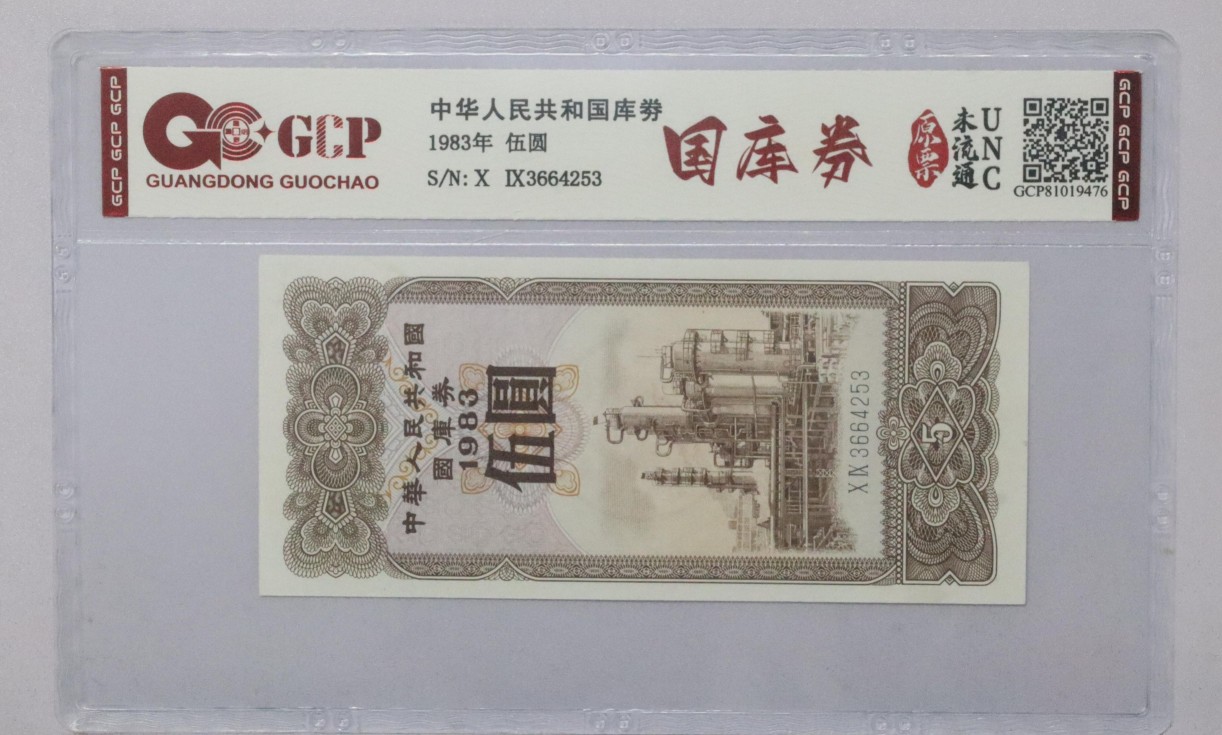 GCP GCP GCP
GCP
GUANGDONG GUOCHAO
中华人民共和国库券
1983年 伍圆
S/N: X Ⅸ3664253
国库券
原票
未流通
UNC
GCP81019476
GCP GCP GCP
中華人民共和國
國庫券
1983
伍圓
XⅨ3664253
5